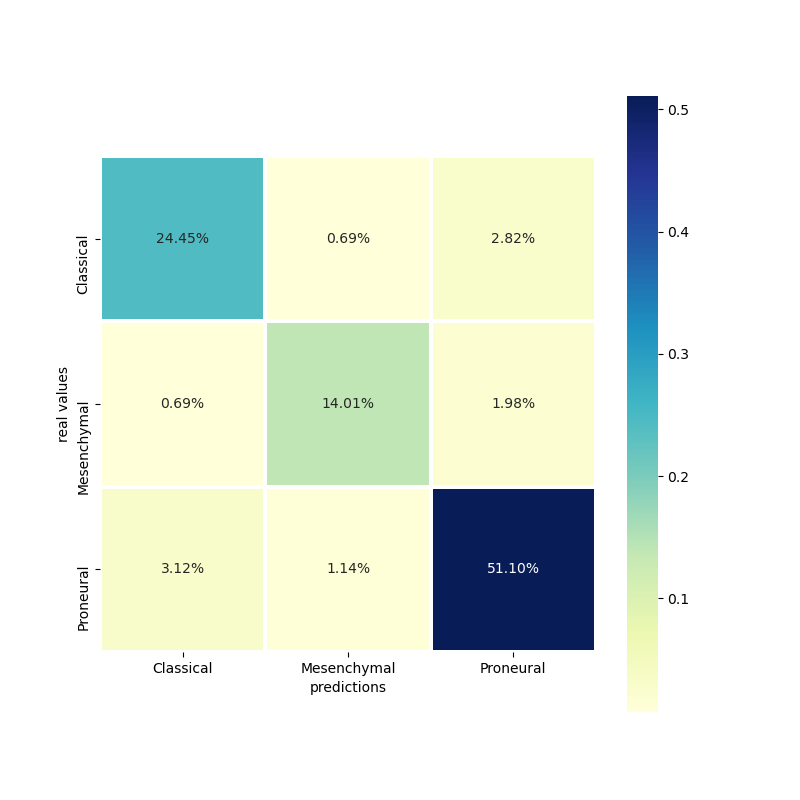 24.45% 0.69% 2.82%
0.69% 14.01% 1.98%
3.12% 1.14% 51.10%
Classical
Mesenchymal
Proneural
real values
Classical Mesenchymal Proneural
predictions
0.5
0.4
0.3
0.2
0.1